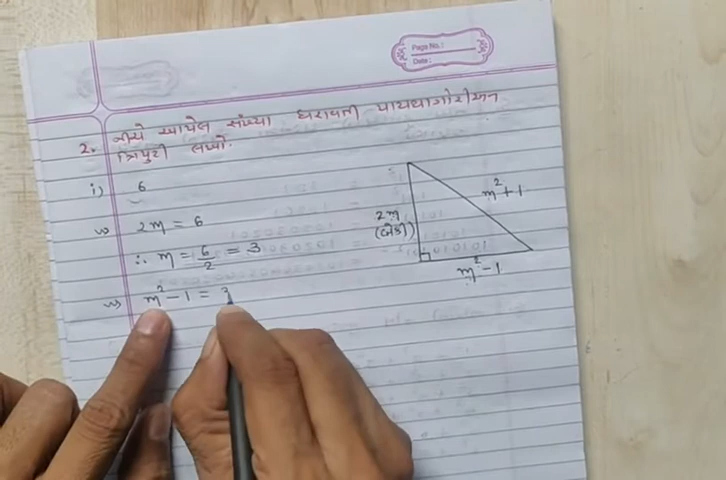 Page No.:
Date:
2. નીચે આપેલ સંખ્યા ધરાવતી પાયથાગોરીયન
ત્રિપુટી લખો.
i) 6
⇒ 2m = 6
∴ m = 6/2 = 3
⇒ m² - 1 = 3
2m
(બેકી)
m² + 1
m² - 1